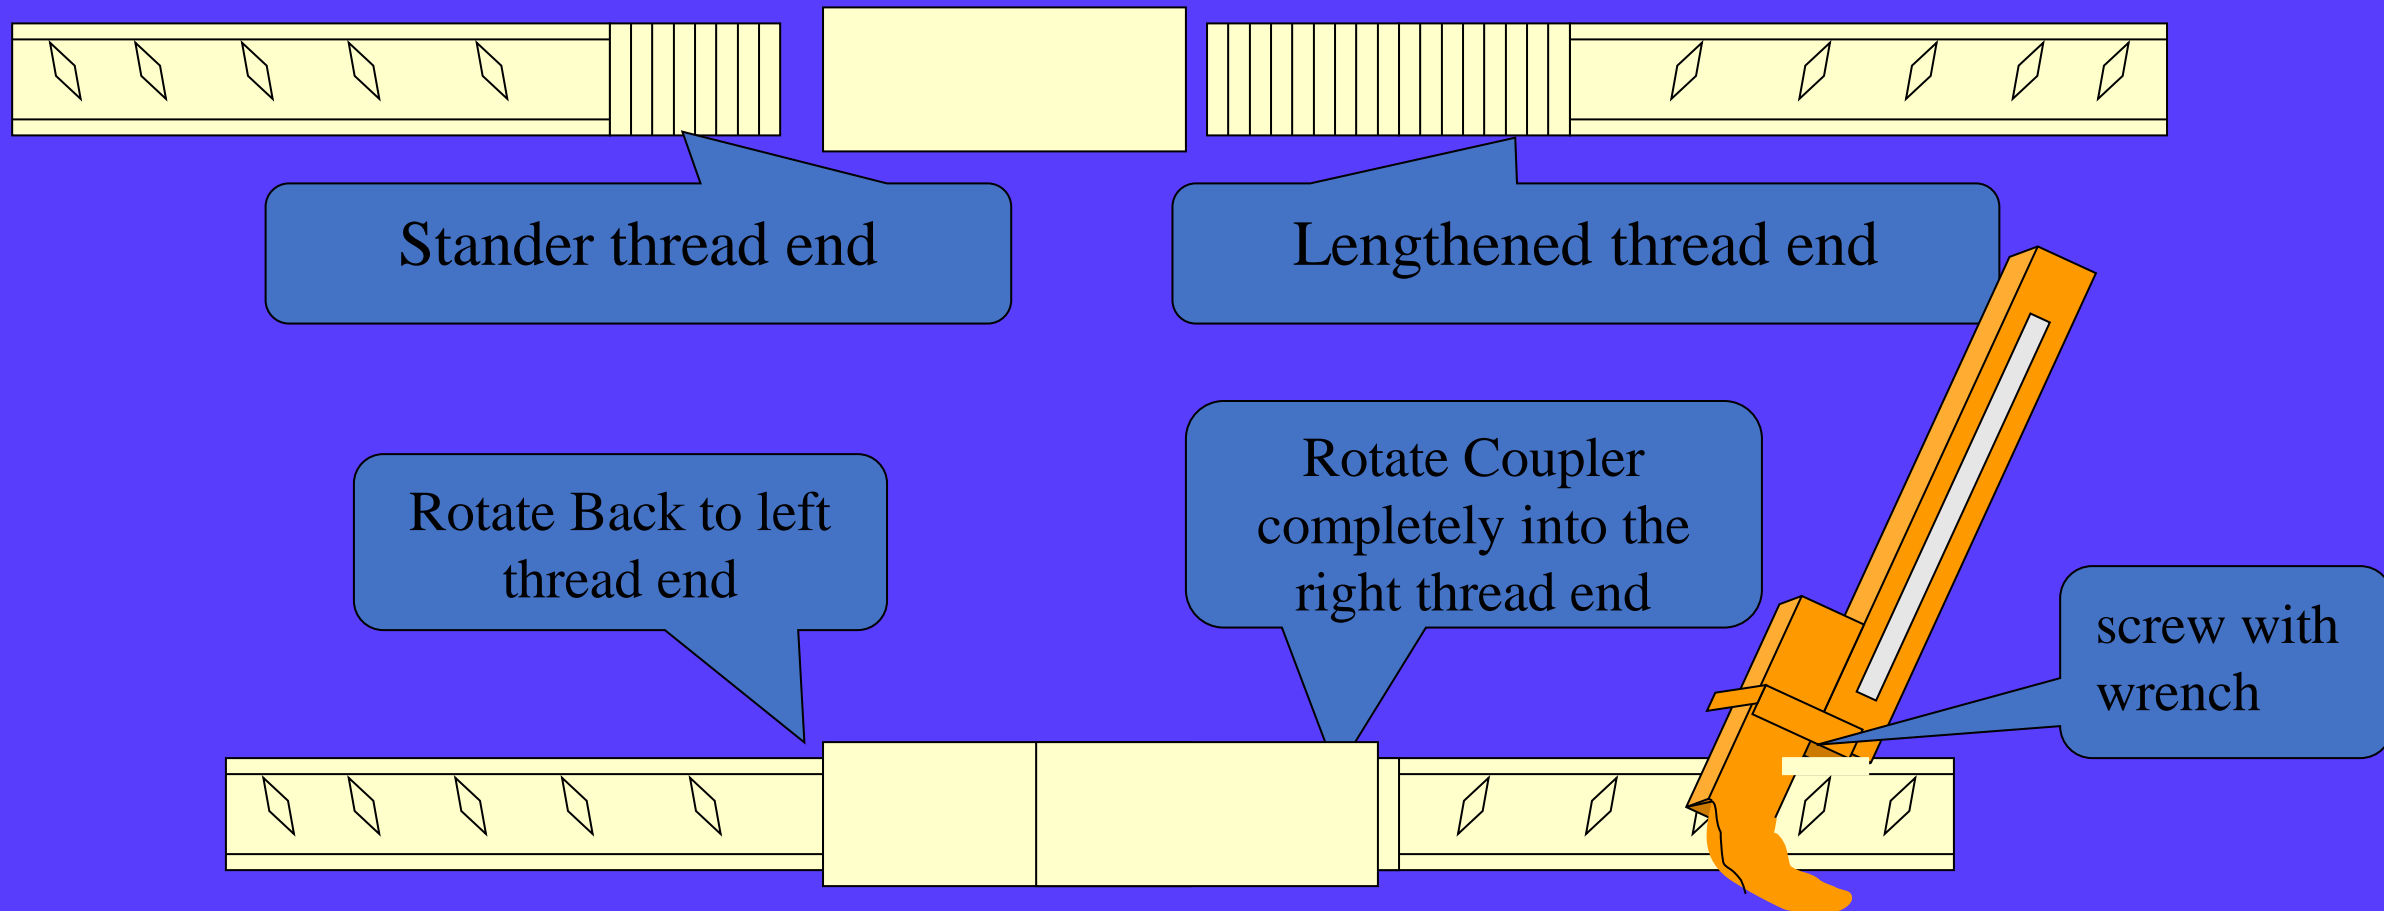 Stander thread end
Lengthened thread end
Rotate Back to left
thread end
Rotate Coupler
completely into the
right thread end
screw with
wrench